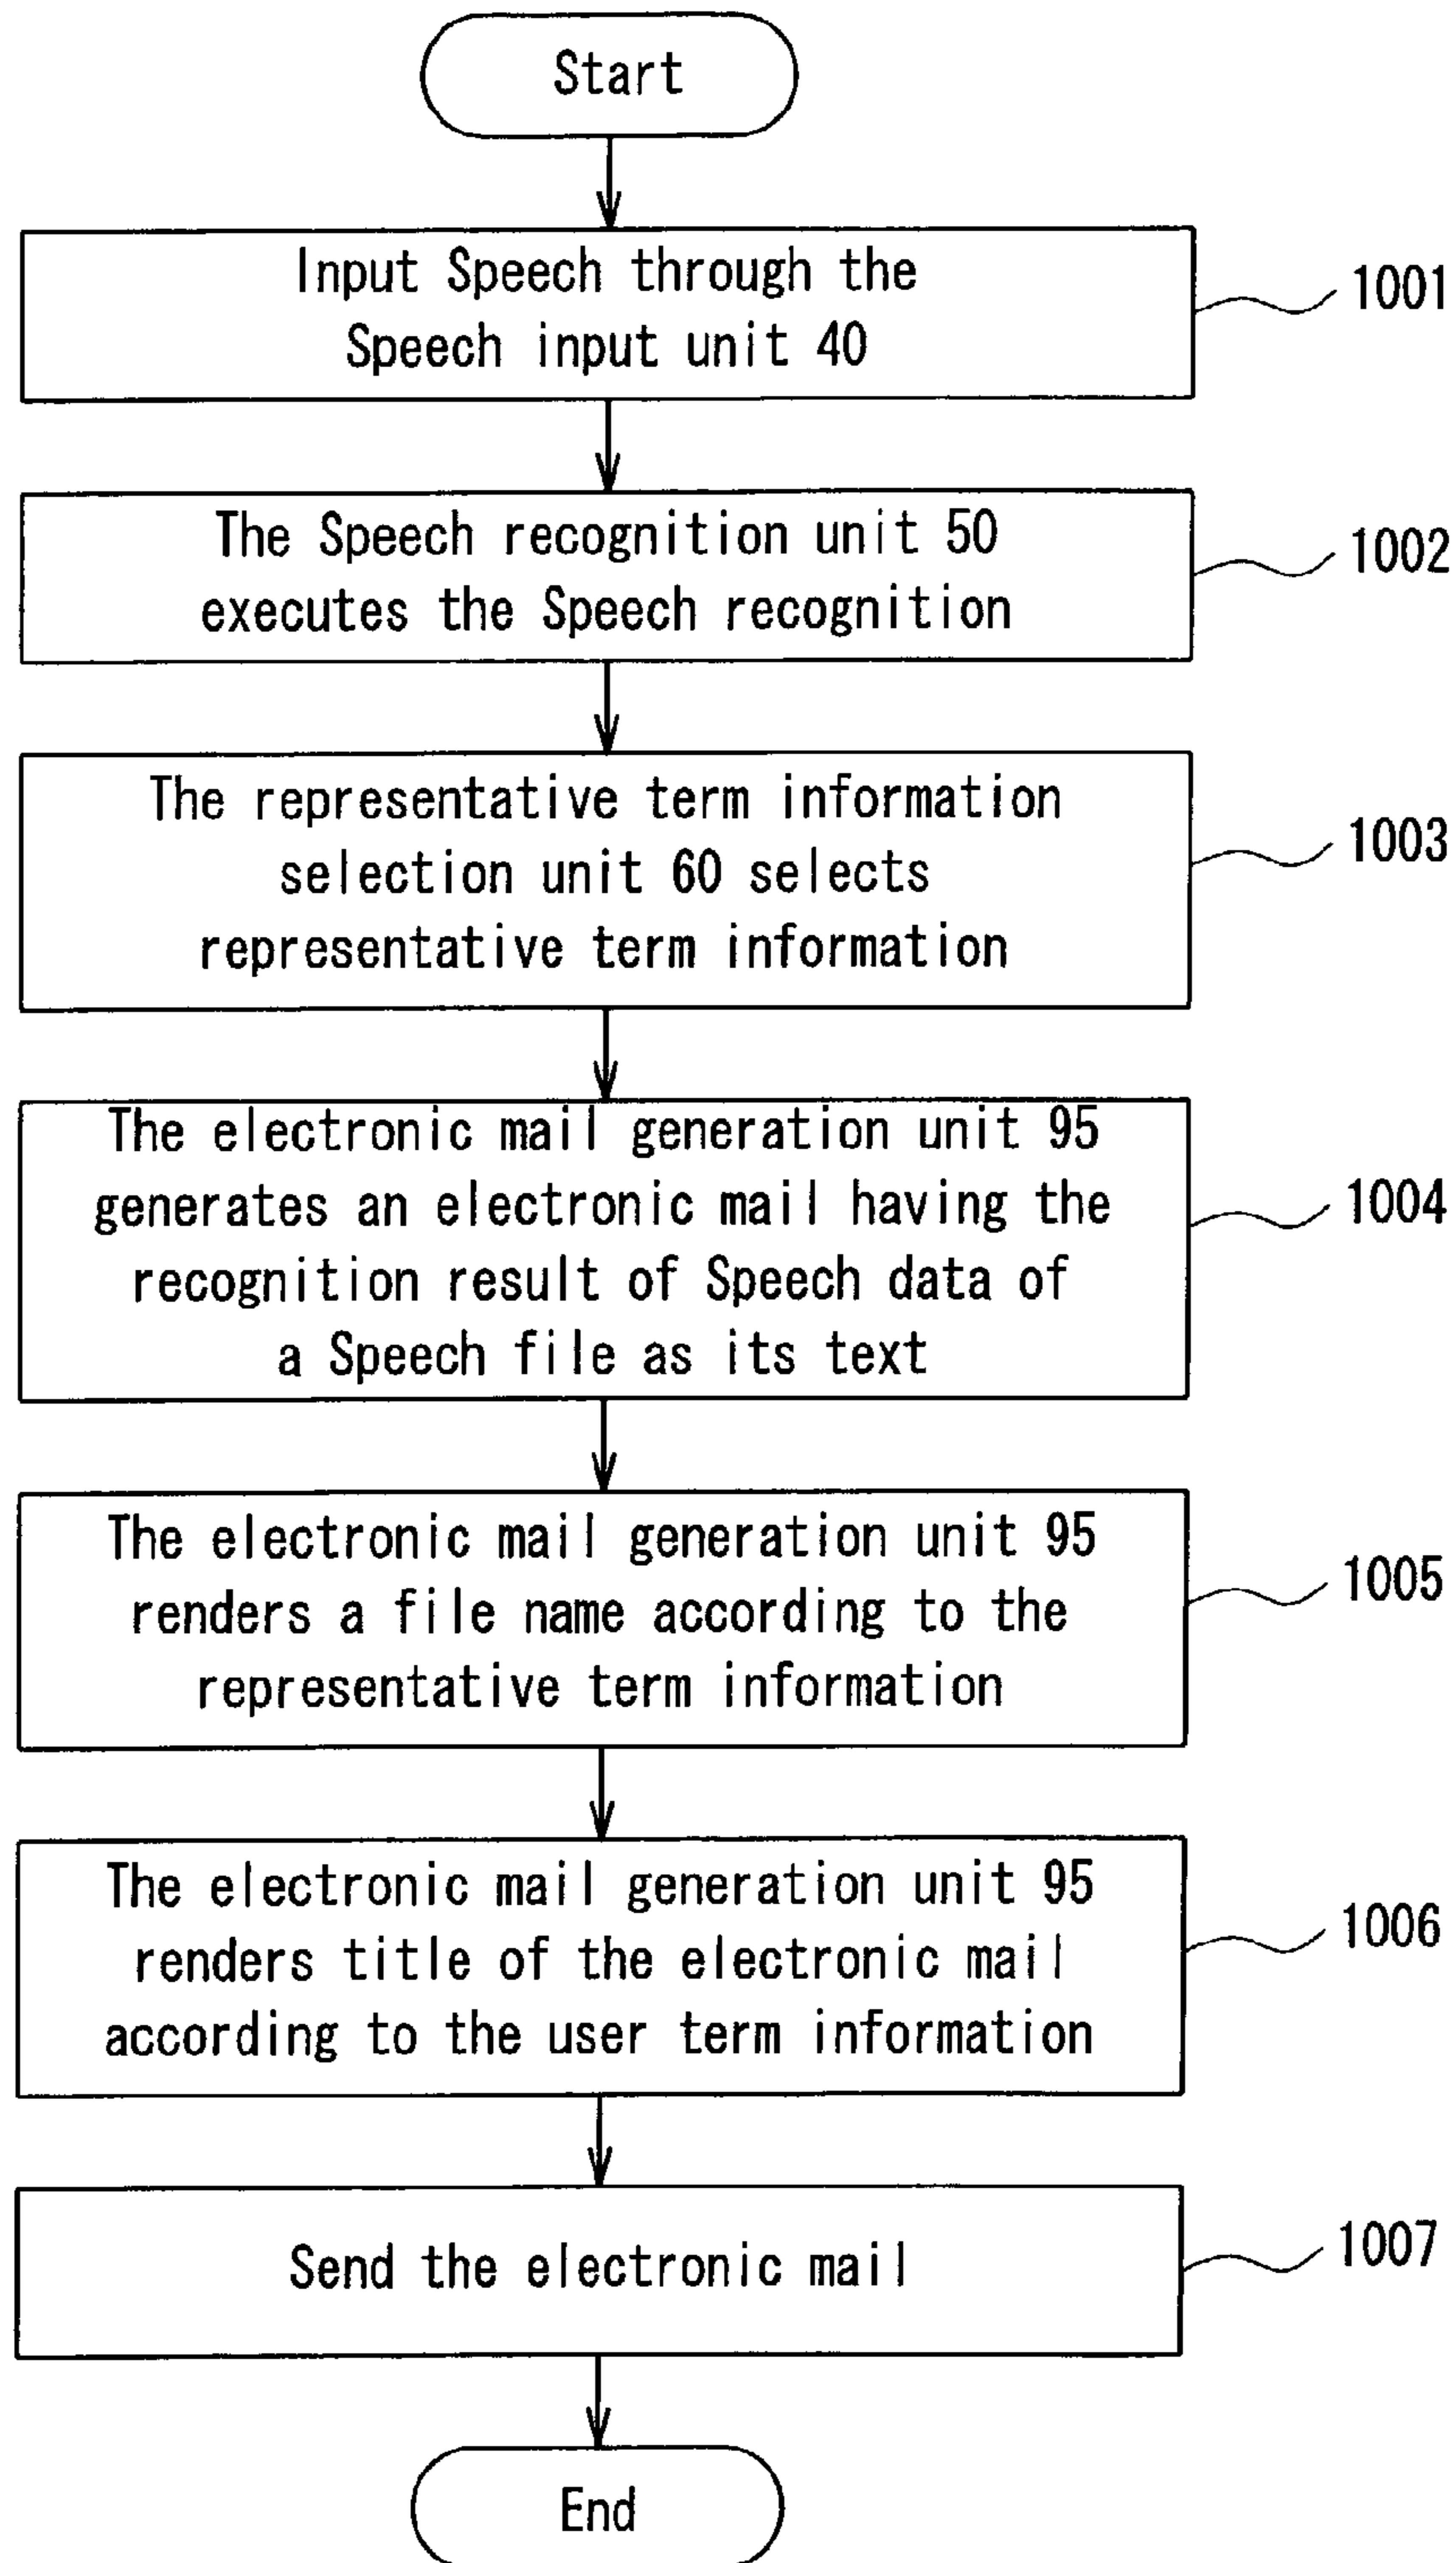 Start
Input Speech through the
Speech input unit 40
1001
The Speech recognition unit 50
executes the Speech recognition
1002
The representative term information
selection unit 60 selects
representative term information
1003
The electronic mail generation unit 95
generates an electronic mail having the
recognition result of Speech data of
a Speech file as its text
1004
The electronic mail generation unit 95
renders a file name according to the
representative term information
1005
The electronic mail generation unit 95
renders title of the electronic mail
according to the user term information
1006
Send the electronic mail
1007
End